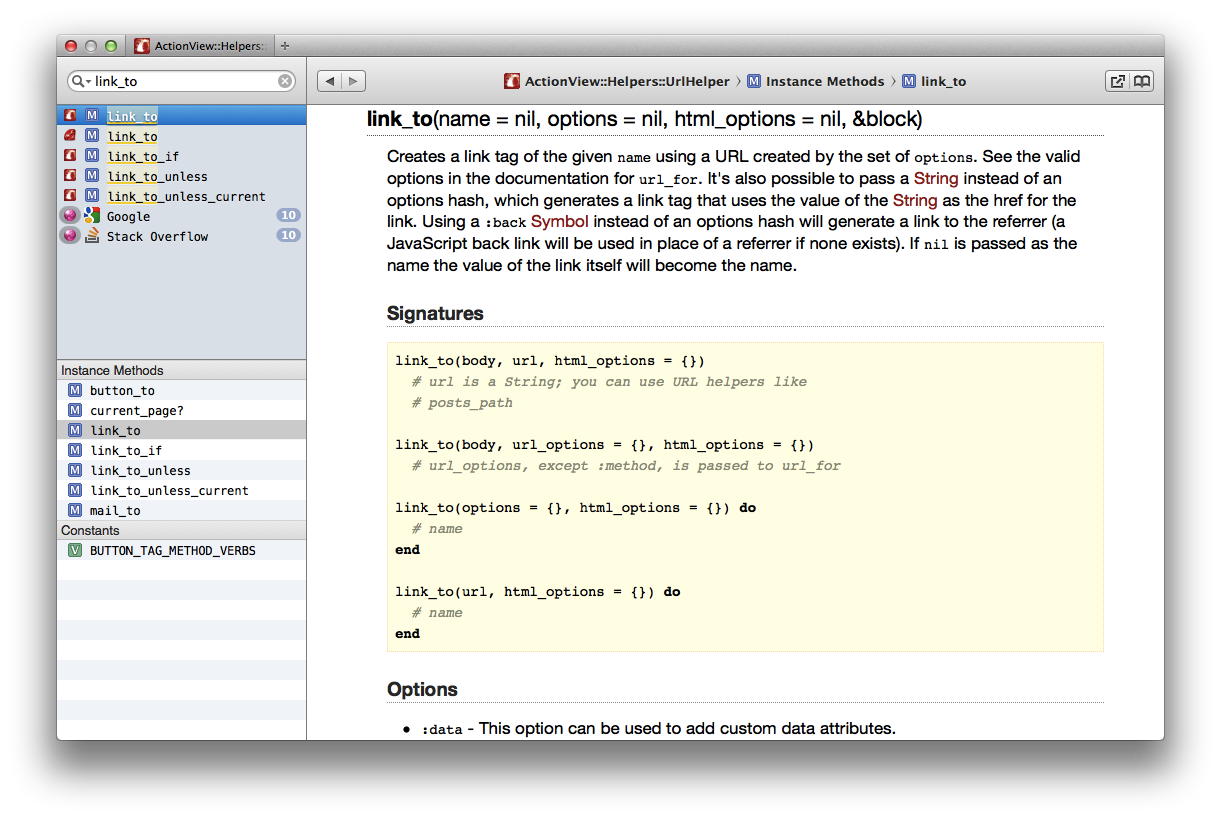 ActionView::Helpers:
link_to
ActionView::Helpers::UrlHelper › Instance Methods › link_to
link_to
link_to
link_to_if
link_to_unless
link_to_unless_current
Google 10
Stack Overflow 10
Instance Methods
button_to
current_page?
link_to
link_to_if
link_to_unless
link_to_unless_current
mail_to
Constants
BUTTON_TAG_METHOD_VERBS
link_to(name = nil, options = nil, html_options = nil, &block)
Creates a link tag of the given name using a URL created by the set of options. See the valid
options in the documentation for url_for. It's also possible to pass a String instead of an
options hash, which generates a link tag that uses the value of the String as the href for the
link. Using a :back Symbol instead of an options hash will generate a link to the referrer (a
JavaScript back link will be used in place of a referrer if none exists). If nil is passed as the
name the value of the link itself will become the name.
Signatures
link_to(body, url, html_options = {})
# url is a String; you can use URL helpers like
# posts_path
link_to(body, url_options = {}, html_options = {})
# url_options, except :method, is passed to url_for
link_to(options = {}, html_options = {}) do
# name
end
link_to(url, html_options = {}) do
# name
end
Options
• :data - This option can be used to add custom data attributes.